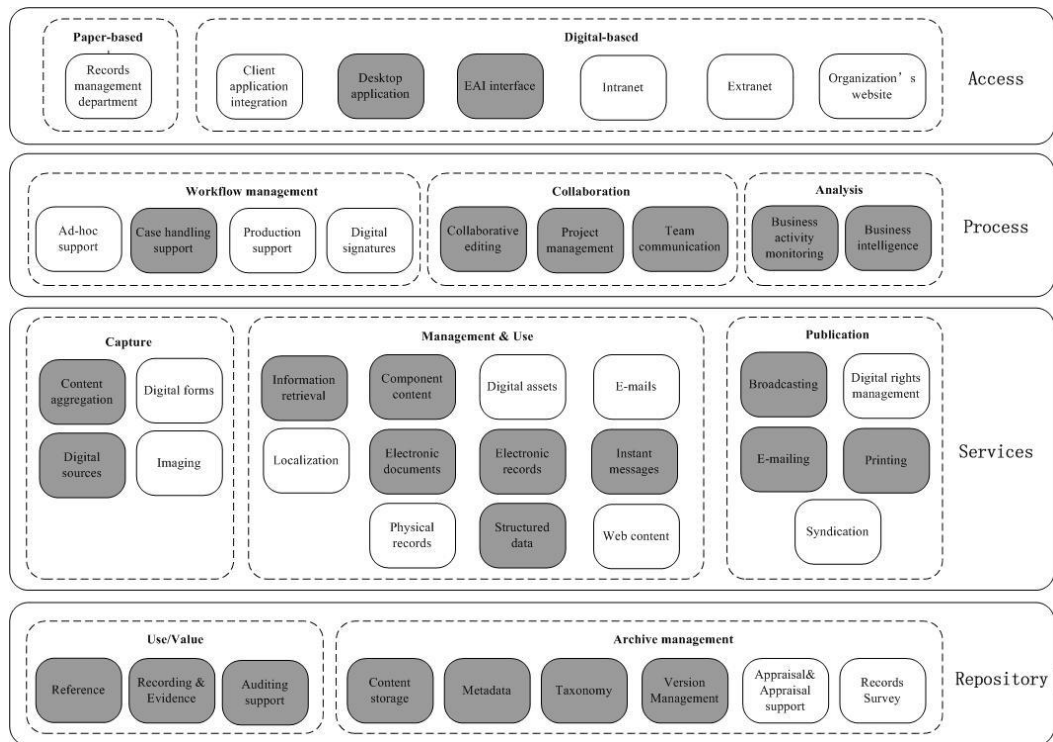 Paper-based
Records
management
department
Digital-based
Client
application
integration
Desktop
application
EAI interface
Intranet
Extranet
Organization’s
website
Access
Workflow management
Ad-hoc
support
Case handling
support
Production
support
Digital
signatures
Collaboration
Collaborative
editing
Project
management
Team
communication
Analysis
Business
activity
monitoring
Business
intelligence
Process
Capture
Content
aggregation
Digital forms
Digital
sources
Imaging
Management & Use
Information
retrieval
Component
content
Digital assets
E-mails
Localization
Electronic
documents
Electronic
records
Instant
messages
Physical
records
Structured
data
Web content
Publication
Broadcasting
Digital rights
management
E-mailing
Printing
Syndication
Services
Use/Value
Reference
Recording &
Evidence
Auditing
support
Archive management
Content
storage
Metadata
Taxonomy
Version
Management
Appraisal&
Appraisal
support
Records
Survey
Repository